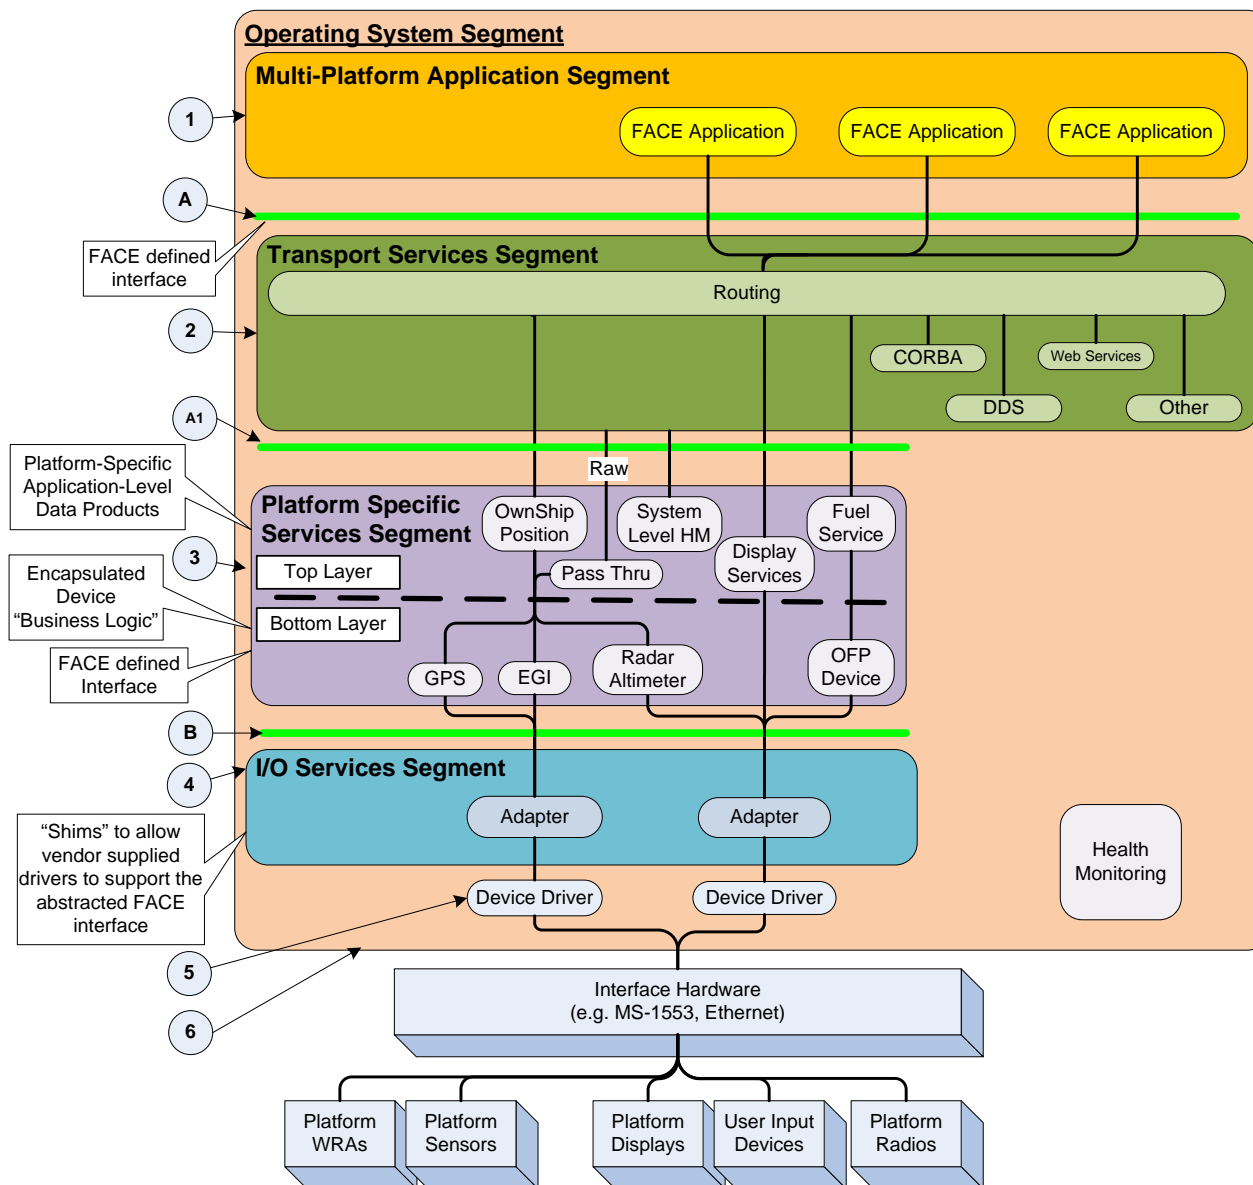 Operating System Segment
Multi-Platform Application Segment
1
FACE Application
FACE Application
FACE Application
A
FACE defined
interface
Transport Services Segment
Routing
2
CORBA
Web Services
DDS
Other
A1
Raw
Platform-Specific
Application-Level
Data Products
Platform Specific
Services Segment
OwnShip
Position
System
Level HM
Fuel
Service
Display
Services
3
Top Layer
Pass Thru
Encapsulated
Device
“Business Logic”
Bottom Layer
FACE defined
Interface
GPS
EGI
Radar
Altimeter
OFP
Device
B
I/O Services Segment
4
Adapter
Adapter
“Shims” to allow
vendor supplied
drivers to support the
abstracted FACE
interface
Health
Monitoring
Device Driver
Device Driver
5
6
Interface Hardware
(e.g. MS-1553, Ethernet)
Platform
WRAs
Platform
Sensors
Platform
Displays
User Input
Devices
Platform
Radios